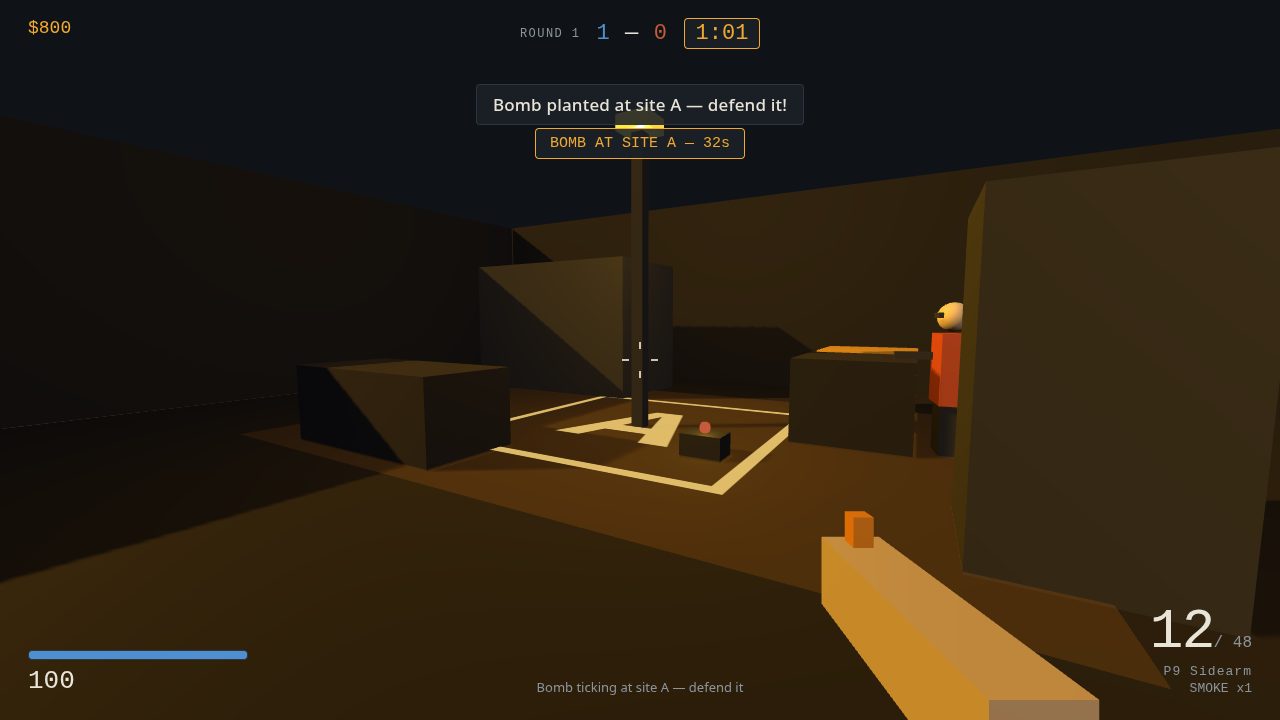 $800
ROUND 1 1 — 0 1:01
Bomb planted at site A — defend it!
BOMB AT SITE A — 32s
A
12 / 48
P9 Sidearm
SMOKE x1
100
Bomb ticking at site A — defend it